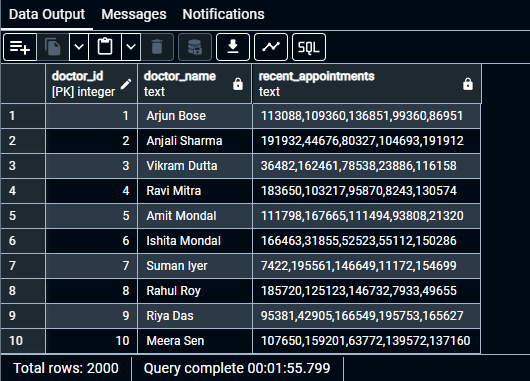 Data Output Messages Notifications
SQL
doctor_id doctor_name recent_appointments
[PK] integer text text
1 1 Arjun Bose 113088,109360,136851,99360,86951
2 2 Anjali Sharma 191932,44676,80327,104693,191912
3 3 Vikram Dutta 36482,162461,78538,23886,116158
4 4 Ravi Mitra 183650,103217,95870,8243,130574
5 5 Amit Mondal 111798,167665,111494,93808,21320
6 6 Ishita Mondal 166463,31855,52523,55112,150286
7 7 Suman Iyer 7422,195561,146649,11172,154699
8 8 Rahul Roy 185720,125123,146732,7933,49655
9 9 Riya Das 95381,42905,166549,195753,165627
10 10 Meera Sen 107650,159201,63772,139572,137160
Total rows: 2000 Query complete 00:01:55.799